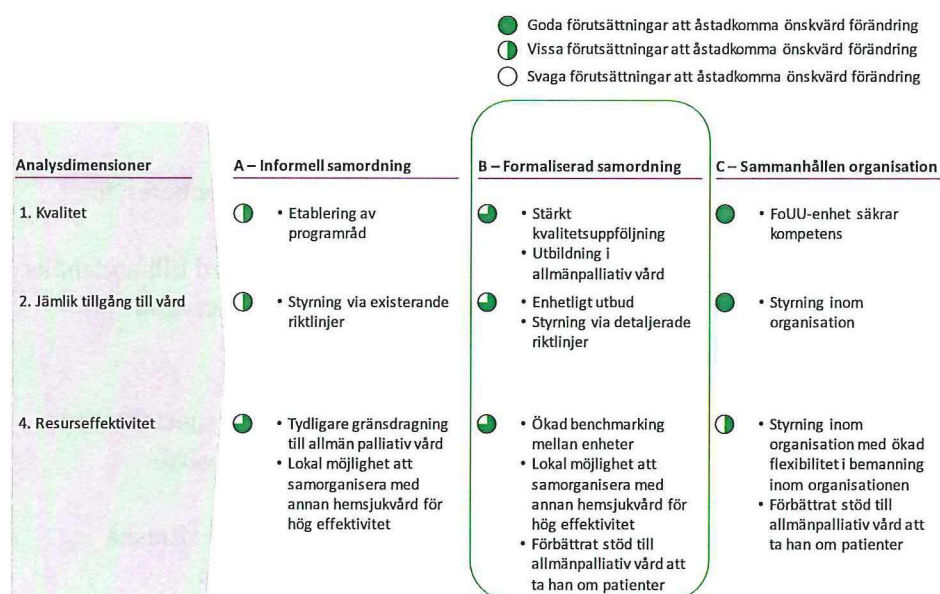 Goda förutsättningar att åstadkomma önskvärd förändring
Vissa förutsättningar att åstadkomma önskvärd förändring
Svaga förutsättningar att åstadkomma önskvärd förändring
Analysdimensioner
A – Informell samordning
B – Formaliserad samordning
C – Sammanhållen organisation
1. Kvalitet
• Etablering av
programråd
• Stärkt
kvalitetsuppföljning
• Utbildning i
allmänpalliativ vård
• FoUU-enhet säkrar
kompetens
2. Jämlik tillgång till vård
• Styrning via existerande
riktlinjer
• Enhetligt utbud
• Styrning via detaljerade
riktlinjer
• Styrning inom
organisation
4. Resurseffektivitet
• Tydligare gränsdragning
till allmän palliativ vård
• Lokal möjlighet att
samorganisera med
annan hemsjukvård för
hög effektivitet
• Ökad benchmarking
mellan enheter
• Lokal möjlighet att
samorganisera med
annan hemsjukvård för
hög effektivitet
• Förbättrat stöd till
allmänpalliativ vård att
ta han om patienter
• Styrning inom
organisation med ökad
flexibilitet i bemanning
inom organisationen
• Förbättrat stöd till
allmänpalliativ vård att
ta han om patienter